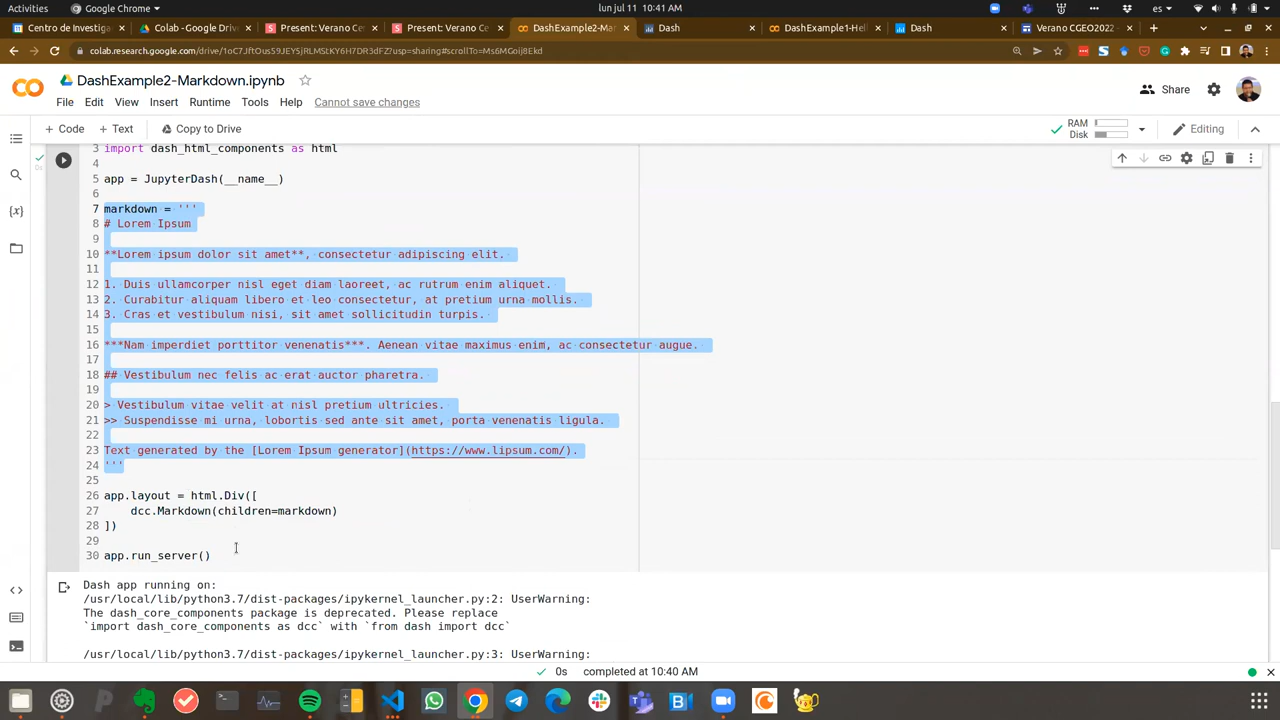 Activities
Google Chrome
lun jul 11 10:41 AM
es
Centro de Investiga
Colab - Google Drive
Present: Verano Ce
Present: Verano Ce
DashExample2-Mark
Dash
DashExample1-Hell
Dash
Verano CGEO2022 -
DashExample2-Markdown.ipynb
File Edit View Insert Runtime Tools Help Cannot save changes
Share
+ Code + Text Copy to Drive
RAM
Disk
Editing
3 import dash_html_components as html
4
5 app = JupyterDash(__name__)
6
7 markdown = '''
8 # Lorem Ipsum
9
10 **Lorem ipsum dolor sit amet**, consectetur adipiscing elit.
11
12 1. Duis ullamcorper nisl eget diam laoreet, ac rutrum enim aliquet.
13 2. Curabitur aliquam libero et leo consectetur, at pretium urna mollis.
14 3. Cras et vestibulum nisi, sit amet sollicitudin turpis.
15
16 ***Nam imperdiet porttitor venenatis***. Aenean vitae maximus enim, ac consectetur augue.
17
18 ## Vestibulum nec felis ac erat auctor pharetra.
19
20 > Vestibulum vitae velit at nisl pretium ultricies.
21 >> Suspendisse mi urna, lobortis sed ante sit amet, porta venenatis ligula.
22
23 Text generated by the [Lorem Ipsum generator](https://www.lipsum.com/).
24 '''
25
26 app.layout = html.Div([
27 dcc.Markdown(children=markdown)
28 ])
29
30 app.run_server()
Dash app running on:
/usr/local/lib/python3.7/dist-packages/ipykernel_launcher.py:2: UserWarning:
The dash_core_components package is deprecated. Please replace
`import dash_core_components as dcc` with `from dash import dcc`
/usr/local/lib/python3.7/dist-packages/ipykernel_launcher.py:3: UserWarning:
0s completed at 10:40 AM